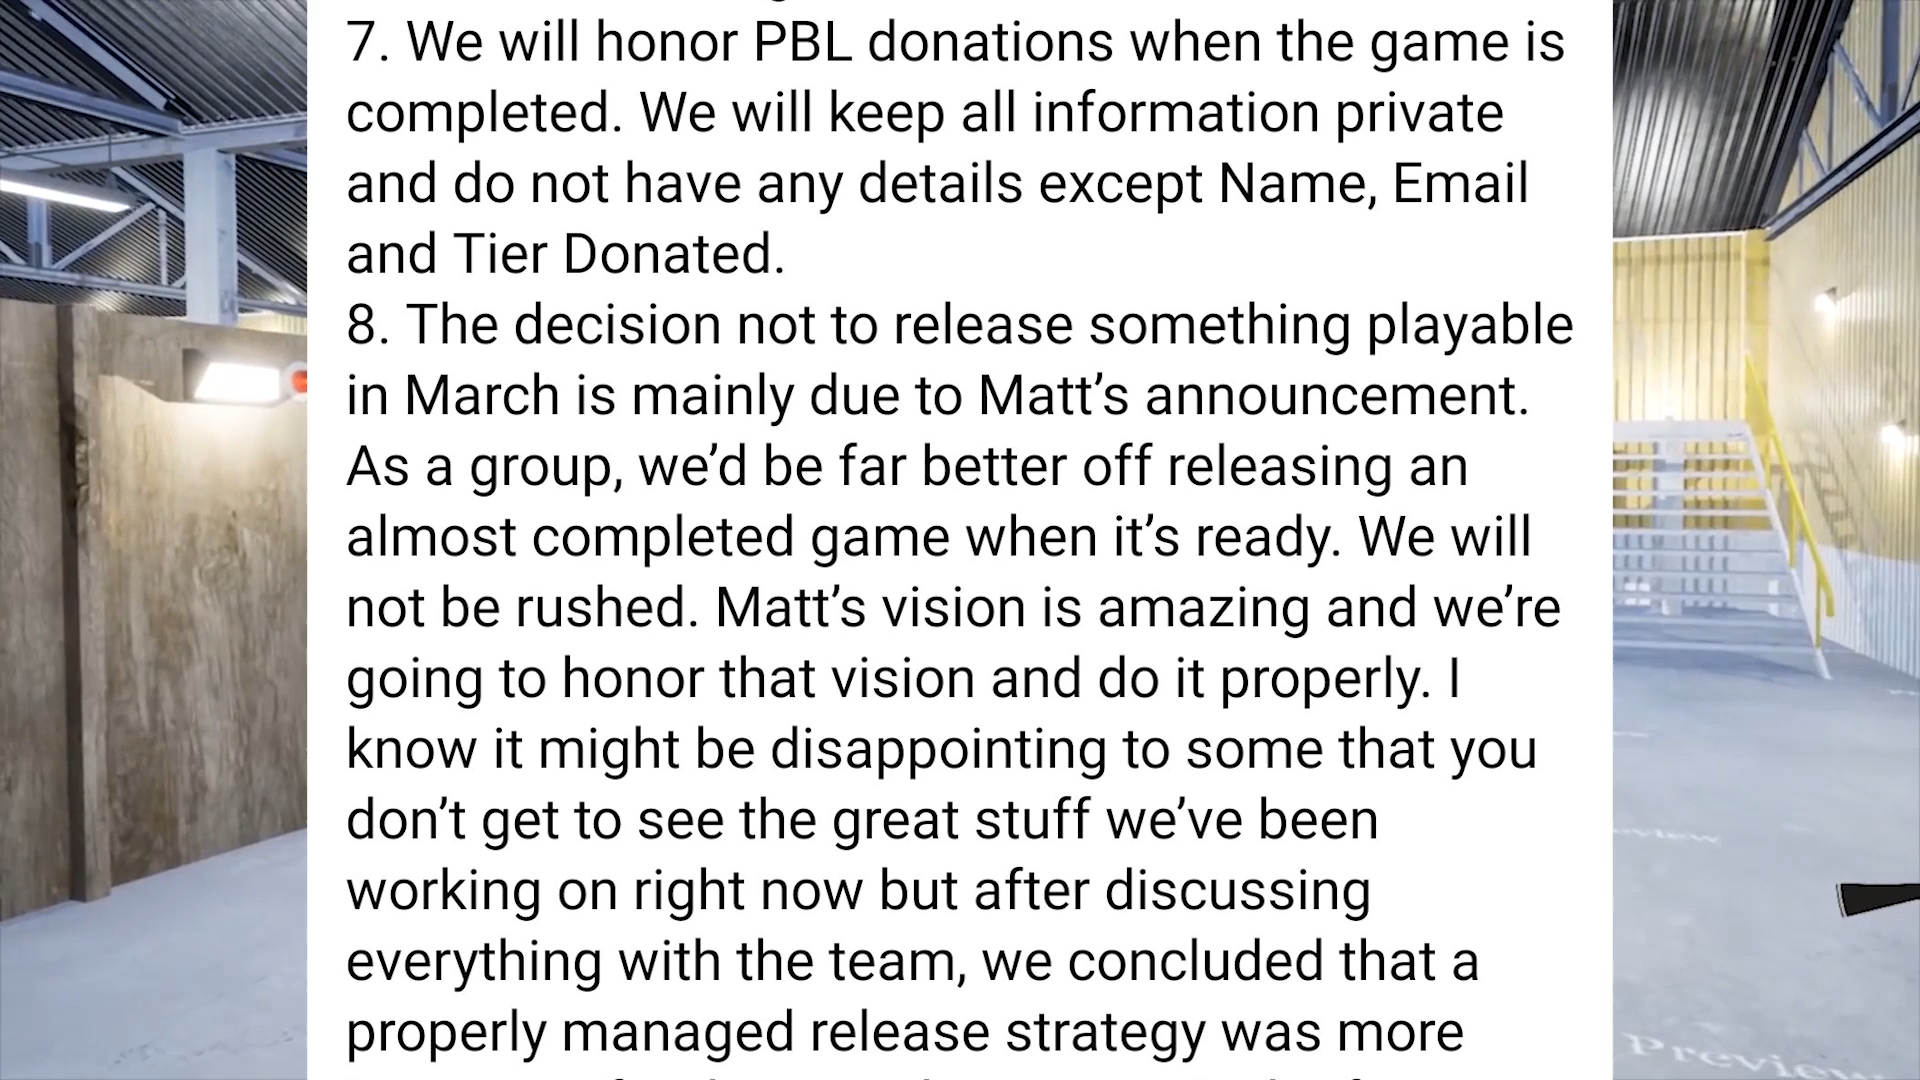 7. We will honor PBL donations when the game is
completed. We will keep all information private
and do not have any details except Name, Email
and Tier Donated.
8. The decision not to release something playable
in March is mainly due to Matt’s announcement.
As a group, we’d be far better off releasing an
almost completed game when it’s ready. We will
not be rushed. Matt’s vision is amazing and we’re
going to honor that vision and do it properly. I
know it might be disappointing to some that you
don’t get to see the great stuff we’ve been
working on right now but after discussing
everything with the team, we concluded that a
properly managed release strategy was more
Preview